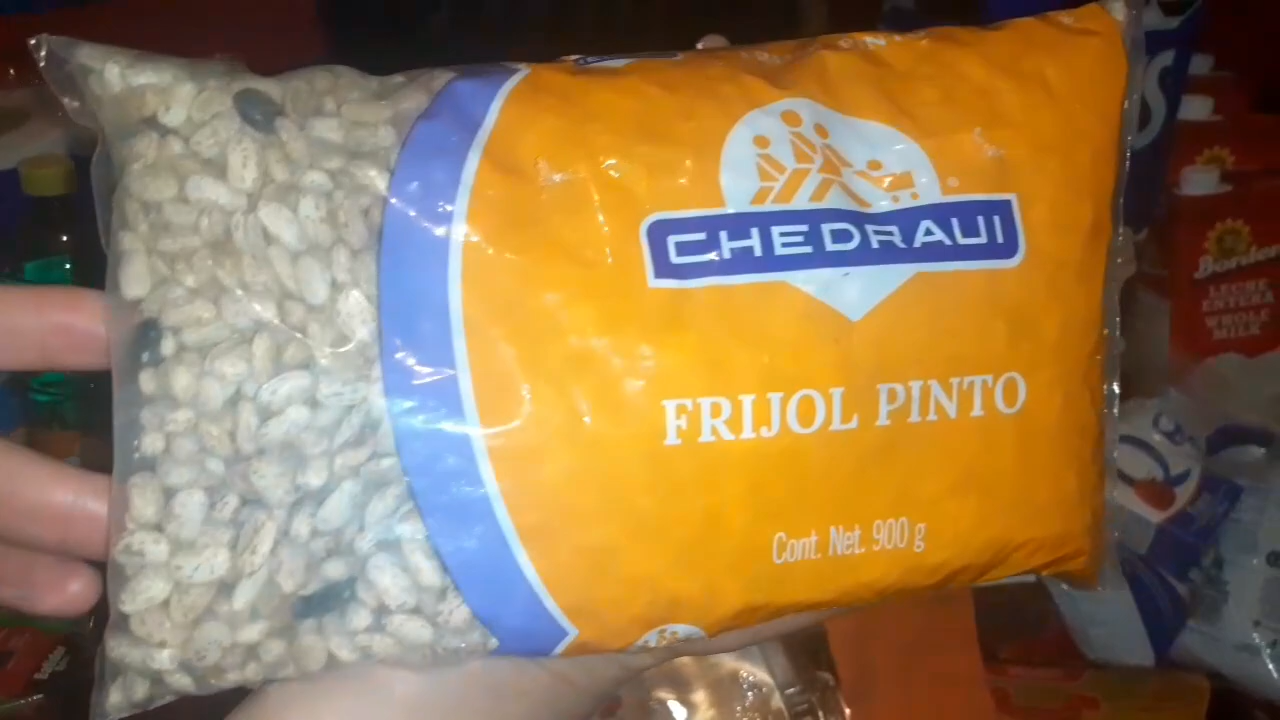 CHEDRAUI
FRIJOL PINTO
Cont. Net. 900 g
Borden
LECHE
ENTERA
WHOLE
MILK